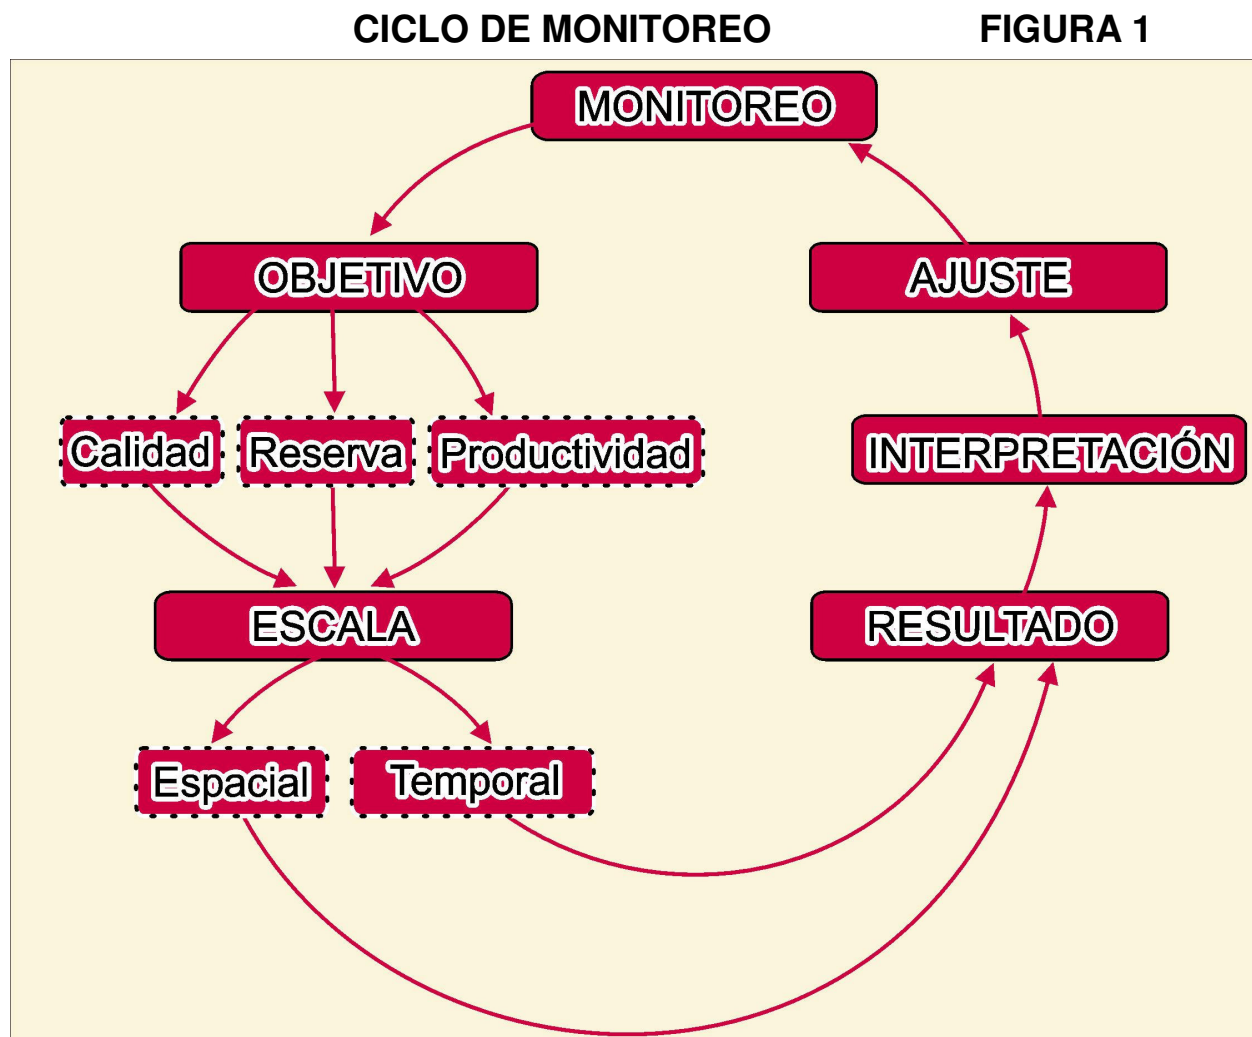 CICLO DE MONITOREO FIGURA 1
MONITOREO
OBJETIVO AJUSTE
Calidad Reserva Productividad INTERPRETACIÓN
ESCALA RESULTADO
Espacial Temporal